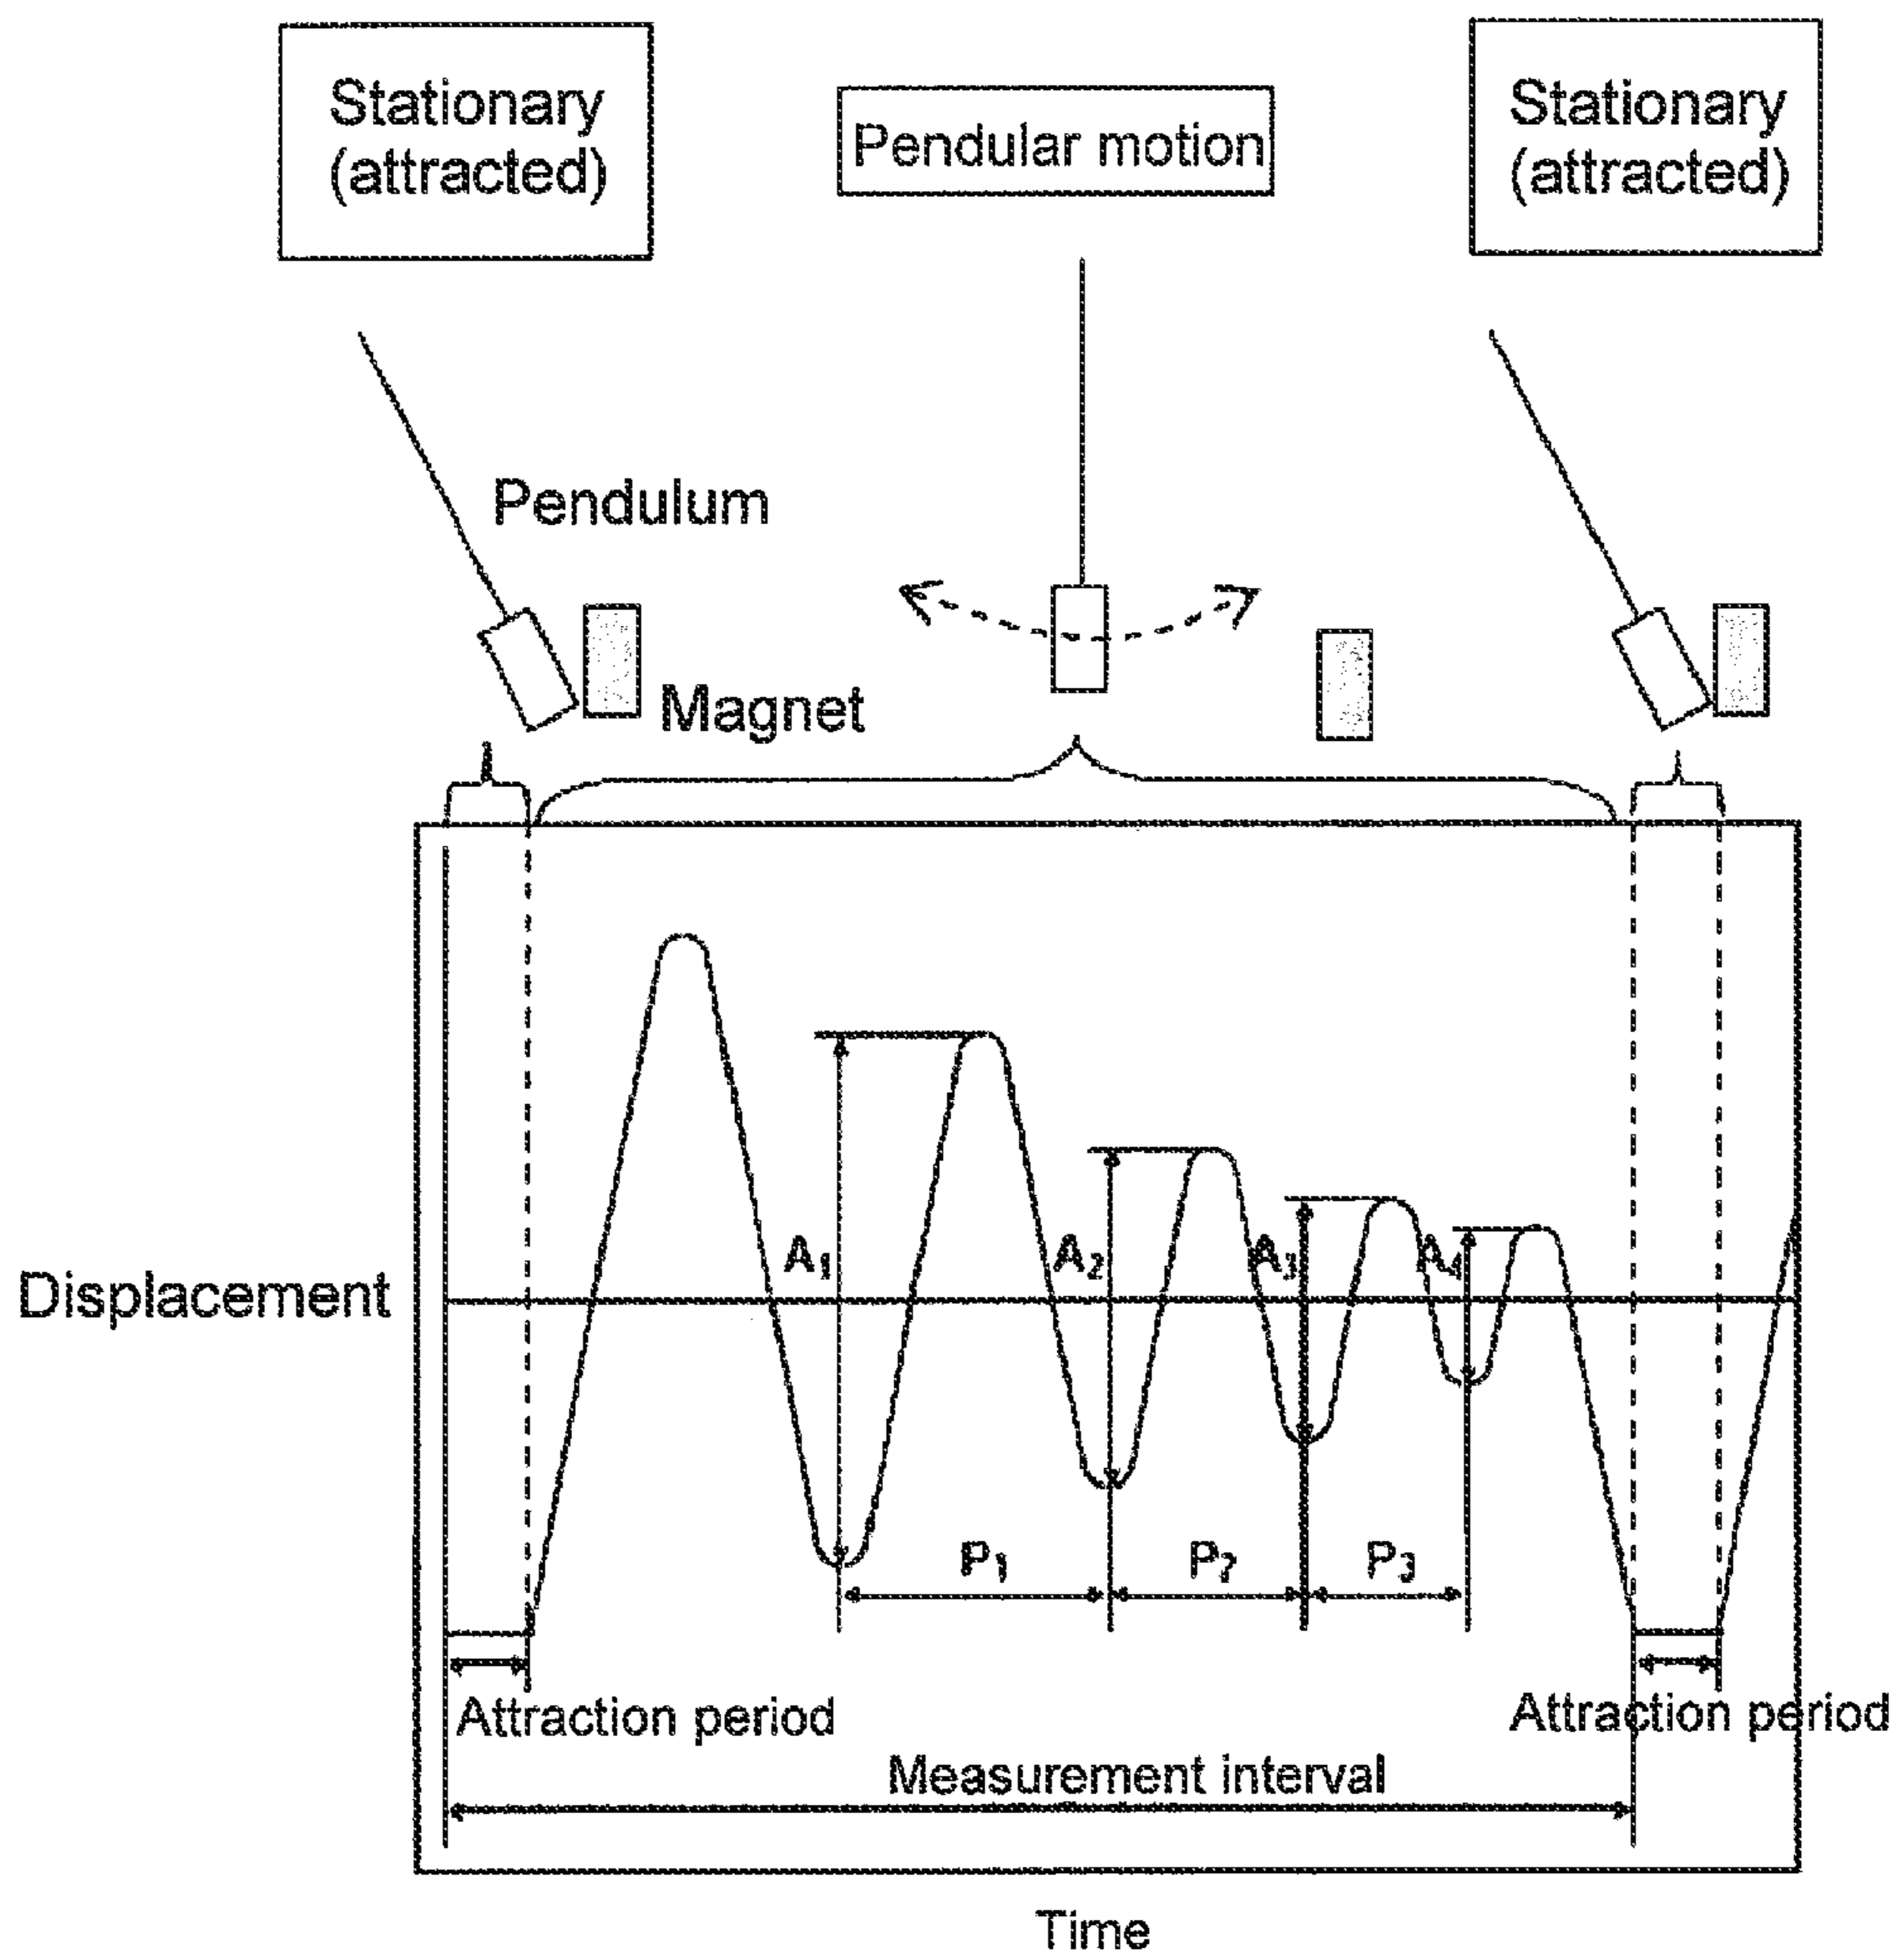 Stationary
(attracted)
Pendular motion
Stationary
(attracted)
Pendulum
Magnet
Displacement
A1
A2
A3
A4
P1
P2
P3
Attraction period
Attraction period
Measurement interval
Time